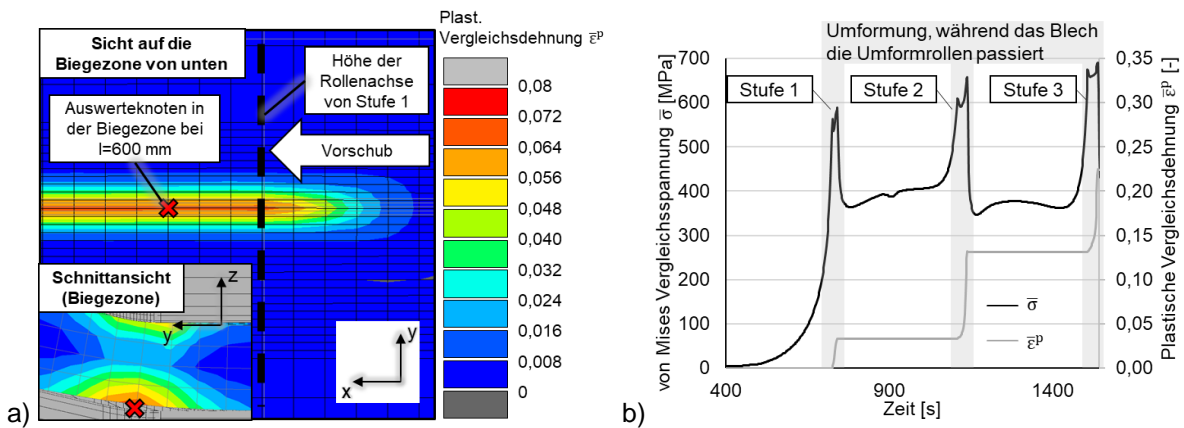 Sicht auf die
Biegezone von unten
Auswerteknoten in
der Biegezone bei
l=600 mm
Höhe der
Rollenachse
von Stufe 1
Vorschub
Schnittansicht
(Biegezone)
z
y
y
x
Plast.
Vergleichsdehnung ε̅ᵖ
0,08
0,072
0,064
0,056
0,048
0,040
0,032
0,024
0,016
0,008
0
a)
Umformung, während das Blech
die Umformrollen passiert
Stufe 1
Stufe 2
Stufe 3
von Mises Vergleichsspannung σ̅ [MPa]
700
600
500
400
300
200
100
0
400
900
1400
Zeit [s]
σ̅
ε̅ᵖ
0,35
0,30
0,25
0,20
0,15
0,10
0,05
0,00
Plastische Vergleichsdehnung ε̅ᵖ [-]
b)